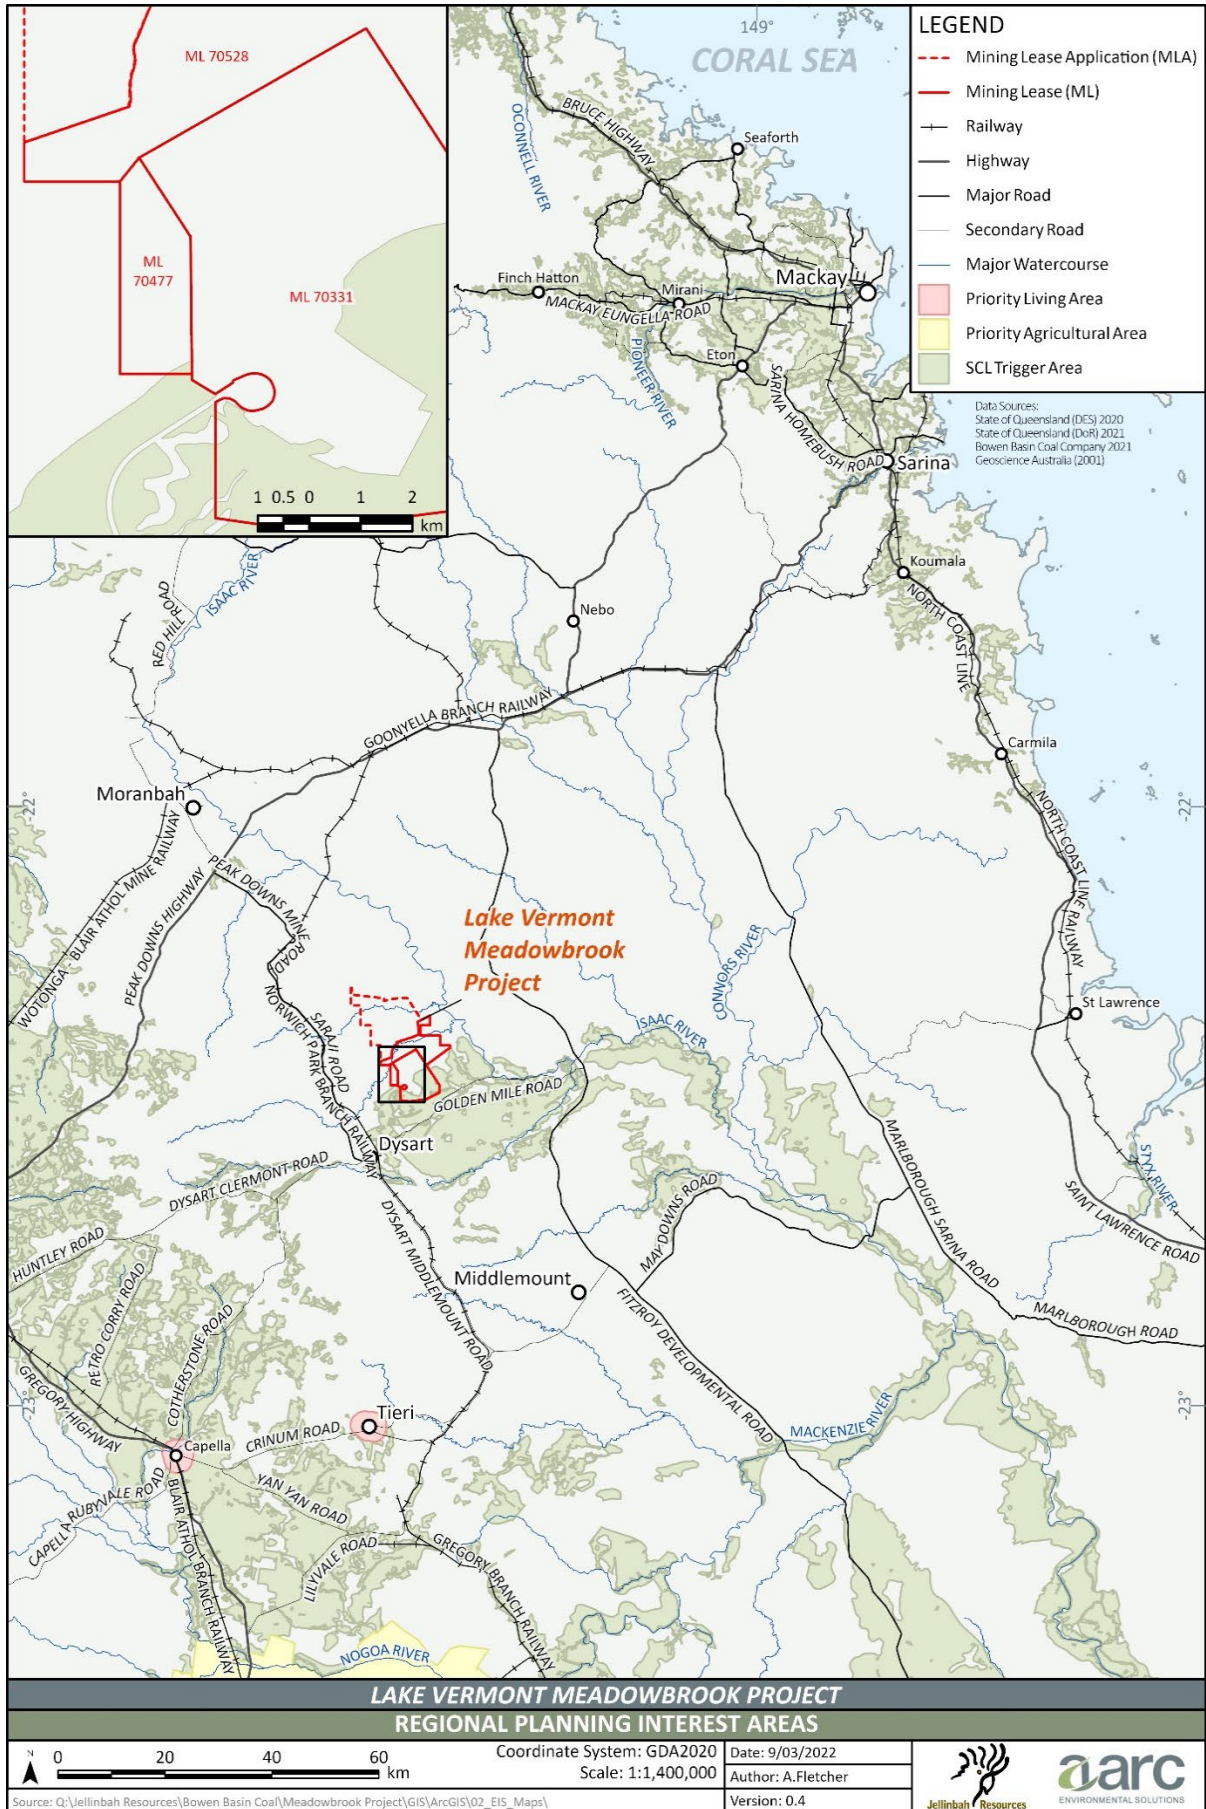 ML 70528
ML
70477
ML 70331
1 0.5 0 1 2
km
149°
CORAL SEA
OCONNELL RIVER
BRUCE HIGHWAY
Seaforth
Finch Hatton
Mirani
Mackay
MACKAY EUNGELLA ROAD
PIONEER RIVER
Eton
SARINA HOMEBUSH ROAD
Sarina
LEGEND
Mining Lease Application (MLA)
Mining Lease (ML)
Railway
Highway
Major Road
Secondary Road
Major Watercourse
Priority Living Area
Priority Agricultural Area
SCL Trigger Area
Data Sources:
State of Queensland (DES) 2020
State of Queensland (DoR) 2021
Bowen Basin Coal Company 2021
Geoscience Australia (2001)
RED HILL ROAD
ISAAC RIVER
Nebo
Koumala
NORTH COAST LINE
GOONYELLA BRANCH RAILWAY
Carmila
Moranbah
-22°
-22°
NORTH COAST LINE RAILWAY
WOTONGA - BLAIR ATHOL MINE RAILWAY
PEAK DOWNS HIGHWAY
PEAK DOWNS MINE ROAD
Lake Vermont
Meadowbrook
Project
CONNORS RIVER
St Lawrence
NORWICH PARK BRANCH RAILWAY
SARAJI ROAD
ISAAC RIVER
GOLDEN MILE ROAD
Dysart
DYSART CLERMONT ROAD
HUNTLEY ROAD
RETRO CORRY ROAD
COTHERSTONE ROAD
DYSART MIDDLEMOUNT ROAD
MAY DOWNS ROAD
Middlemount
MARLBOROUGH SARINA ROAD
STYX RIVER
SAINT LAWRENCE ROAD
MARLBOROUGH ROAD
FITZROY DEVELOPMENTAL ROAD
GREGORY HIGHWAY
-23°
-23°
Tieri
CRINUM ROAD
Capella
MACKENZIE RIVER
CAPELLA RUBYVALE ROAD
YAN YAN ROAD
BLAIR ATHOL BRANCH RAILWAY
LILYVALE ROAD
GREGORY BRANCH RAILWAY
NOGOA RIVER
LAKE VERMONT MEADOWBROOK PROJECT
REGIONAL PLANNING INTEREST AREAS
N
0 20 40 60
km
Coordinate System: GDA2020
Scale: 1:1,400,000
Date: 9/03/2022
Author: A.Fletcher
Version: 0.4
Source: Q:\Jellinbah Resources\Bowen Basin Coal\Meadowbrook Project\GIS\ArcGIS\02_EIS_Maps\
Jellinbah Resources
aarc
ENVIRONMENTAL SOLUTIONS